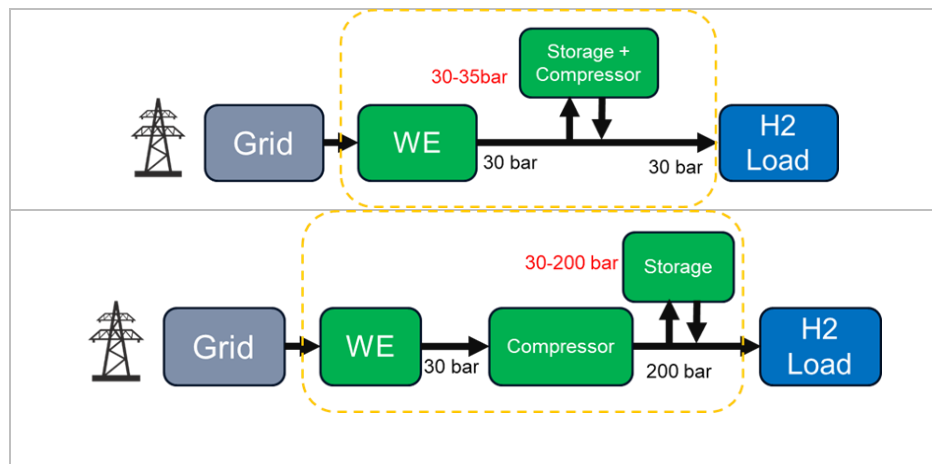 Storage +
Compressor
30-35bar
Grid
WE
30 bar
30 bar
H2
Load
30-200 bar
Storage
Grid
WE
30 bar
Compressor
200 bar
H2
Load